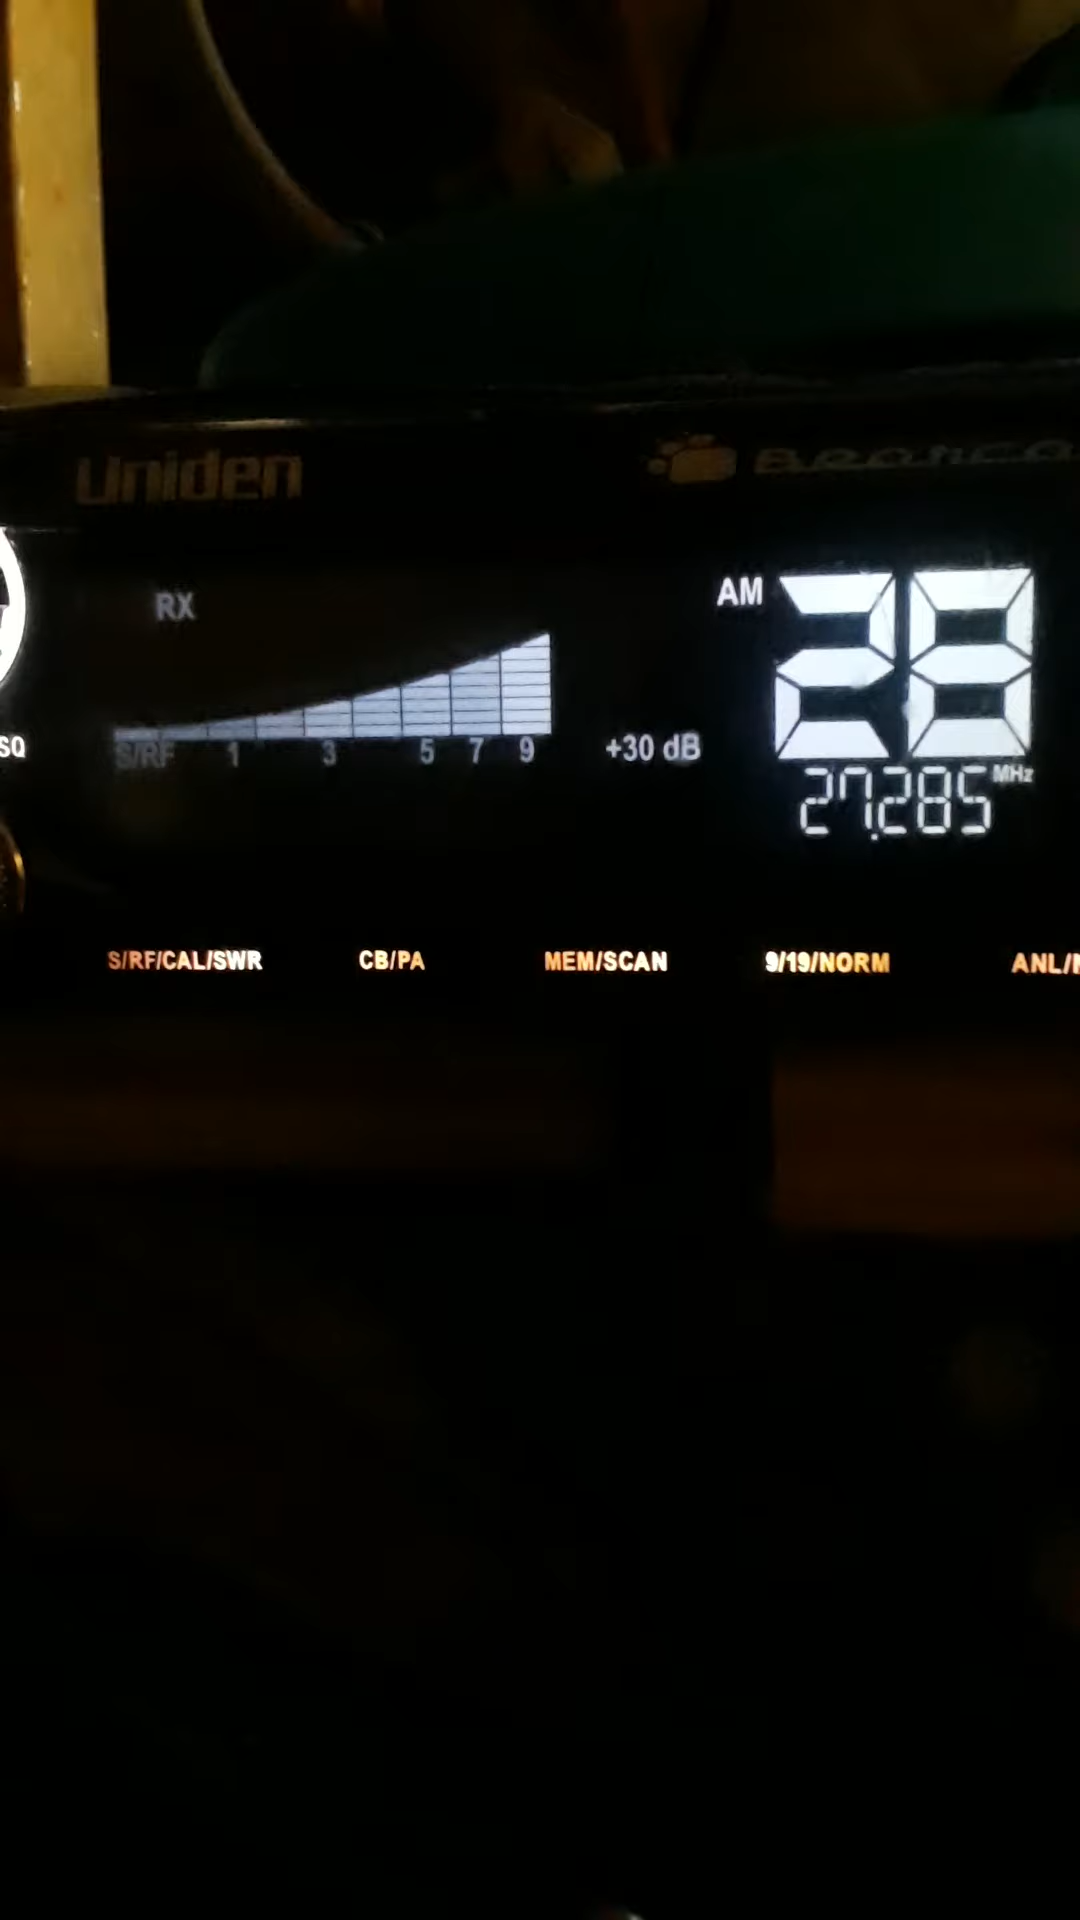 Uniden Bearca
RX
AM 28
SQ S/RF 1 3 5 7 9 +30 dB
27.285 MHz
S/RF/CAL/SWR CB/PA MEM/SCAN 9/19/NORM ANL/